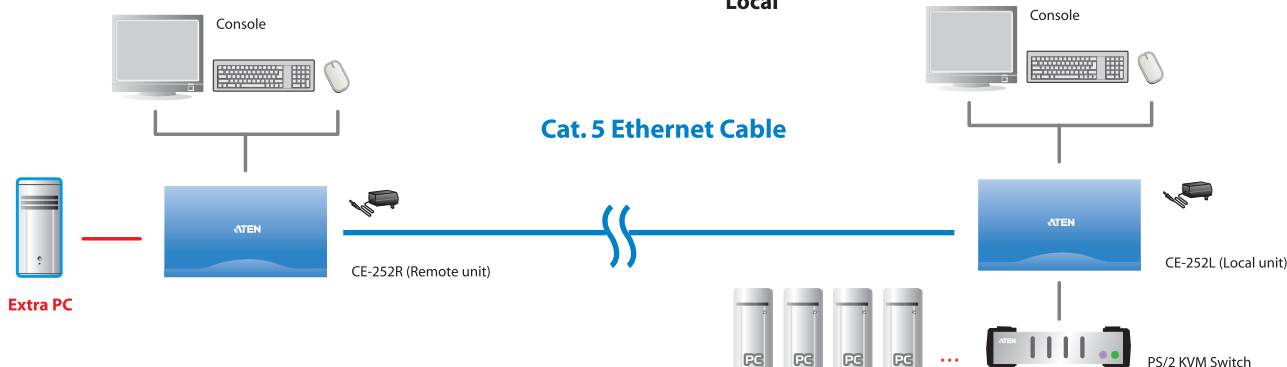 Local
Console
Console
Cat. 5 Ethernet Cable
ATEN
ATEN
CE-252R (Remote unit)
CE-252L (Local unit)
Extra PC
ATEN
PC
PC
PC
PC
...
PS/2 KVM Switch